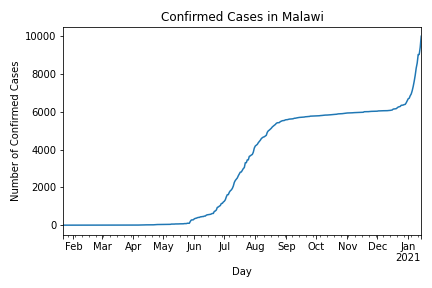 Confirmed Cases in Malawi
10000
8000
6000
4000
2000
0
Number of Confirmed Cases
Feb Mar Apr May Jun Jul Aug Sep Oct Nov Dec Jan
2021
Day